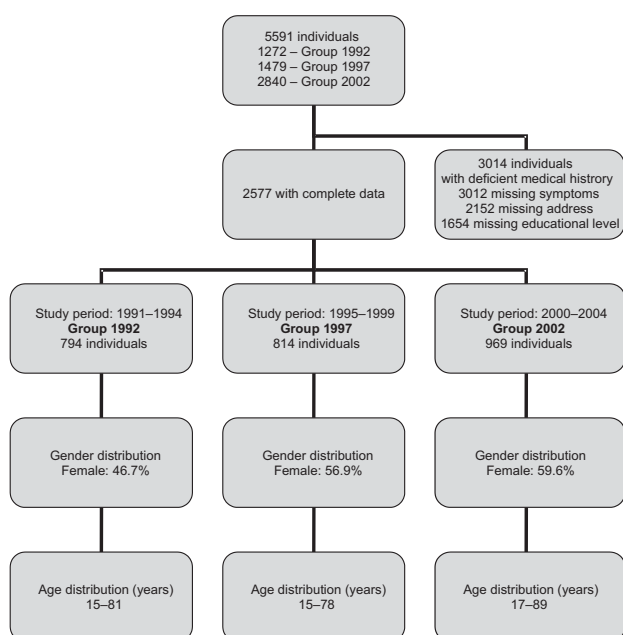 5591 individuals
1272 – Group 1992
1479 – Group 1997
2840 – Group 2002
2577 with complete data
3014 individuals
with deficient medical histrory
3012 missing symptoms
2152 missing address
1654 missing educational level
Study period: 1991–1994
Group 1992
794 individuals
Study period: 1995–1999
Group 1997
814 individuals
Study period: 2000–2004
Group 2002
969 individuals
Gender distribution
Female: 46.7%
Gender distribution
Female: 56.9%
Gender distribution
Female: 59.6%
Age distribution (years)
15–81
Age distribution (years)
15–78
Age distribution (years)
17–89